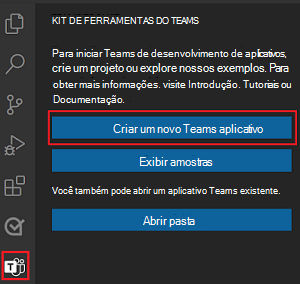 KIT DE FERRAMENTAS DO TEAMS
Para iniciar Teams de desenvolvimento de aplicativos,
crie um projeto ou explore nossos exemplos. Para
obter mais informações. visite Introdução. Tutoriais ou
Documentação.
Criar um novo Teams aplicativo
Exibir amostras
Você também pode abrir um aplicativo Teams existente.
Abrir pasta
T